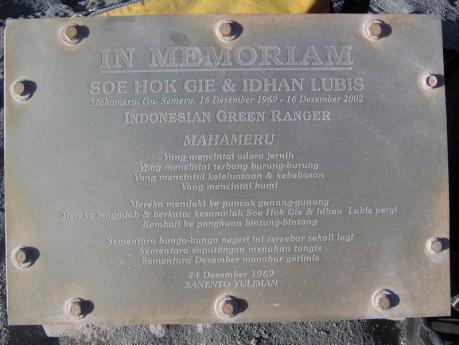 IN MEMORIAM
SOE HOK GIE & IDHAN LUBIS
Mahameru, Gn. Semeru, 16 Desember 1969 - 16 Desember 2002
INDONESIAN GREEN RANGER
MAHAMERU
Yang mencintai udara jernih
Yang mencintai terbang burung-burung
Yang mencintai keleluasaan & kebebasan
Yang mencintai bumi
Mereka mendaki ke puncak gunung-gunung
Mereka tengadah & berkata, kesana-lah Soe Hok Gie & Idhan Lubis pergi
Kembali ke pangkuan bintang-bintang
Sementara bunga-bunga negeri ini tersebar sekali lagi
Sementara saputangan menahan tangis
Sementara Desember menabur gerimis
24 Desember 1969
SANENTO YULIMAN